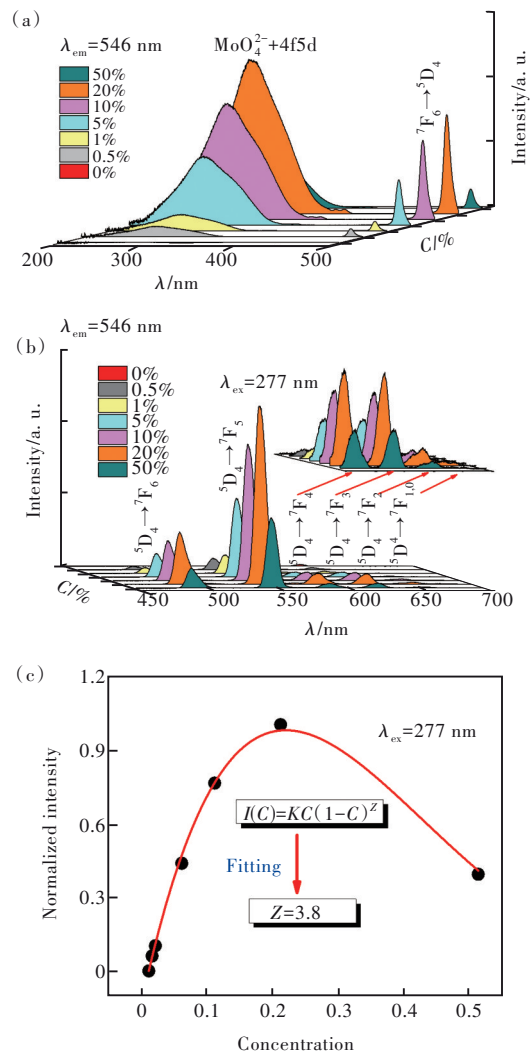 (a)
λem=546 nm
MoO₄²⁻+4f5d
50%
20%
10%
5%
1%
0.5%
0%
⁷F₆→⁵D₄
Intensity/a. u.
C/%
200 300 400 500
λ/nm
λem=546 nm
(b)
0%
0.5%
1%
5%
10%
20%
50%
λex=277 nm
Intensity/a. u.
⁵D₄→⁷F₆
⁵D₄→⁷F₅
⁵D₄→⁷F₄
⁵D₄→⁷F₃
⁵D₄→⁷F₂
⁵D⁴→⁷F₁,₀
C/%
450 500 550 600 650 700
λ/nm
(c)
1.2
0.9
0.6
0.3
0
Normalized intensity
λex=277 nm
I(C)=KC(1−C)ᶻ
Fitting
Z=3.8
0 0.1 0.2 0.3 0.4 0.5
Concentration